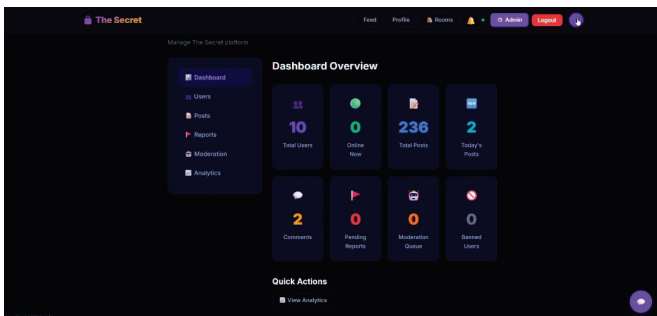 The Secret
Feed
Profile
Rooms
Admin
Logout
Manage The Secret platform
Dashboard
Users
Posts
Reports
Moderation
Analytics
Dashboard Overview
10
Total Users
0
Online
Now
236
Total Posts
2
Today's
Posts
2
Comments
0
Pending
Reports
0
Moderation
Queue
0
Banned
Users
Quick Actions
View Analytics